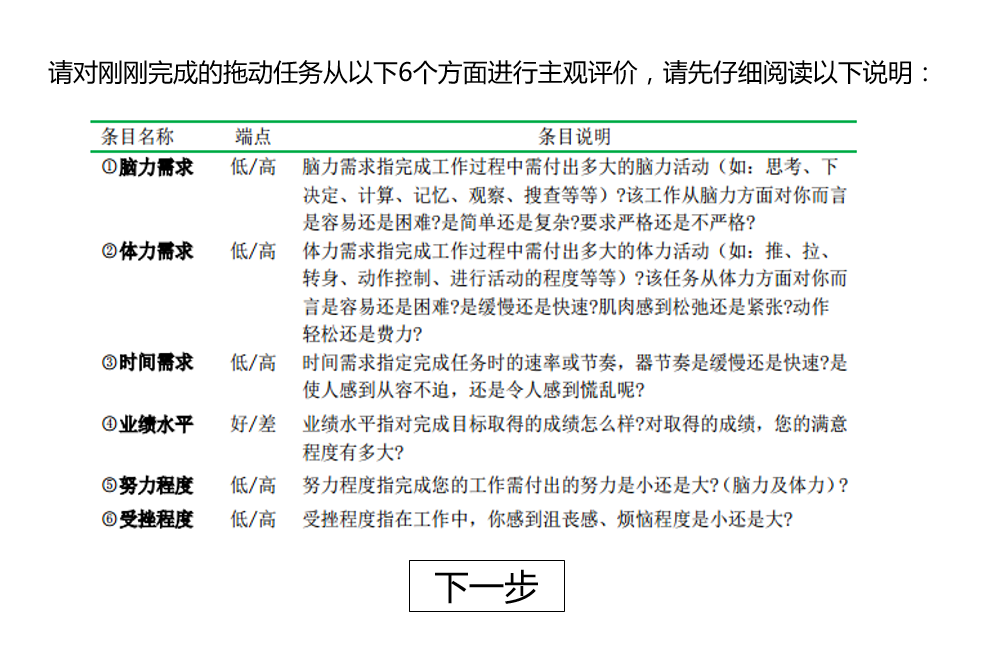 请对刚刚完成的拖动任务从以下6个方面进行主观评价，请先仔细阅读以下说明：
条目名称 端点 条目说明
①脑力需求 低/高 脑力需求指完成工作过程中需付出多大的脑力活动（如：思考、下
决定、计算、记忆、观察、搜查等等）?该工作从脑力方面对你而言
是容易还是困难?是简单还是复杂?要求严格还是不严格?
②体力需求 低/高 体力需求指完成工作过程中需付出多大的体力活动（如：推、拉、
转身、动作控制、进行活动的程度等等）?该任务从体力方面对你而
言是容易还是困难?是缓慢还是快速?肌肉感到松弛还是紧张?动作
轻松还是费力?
③时间需求 低/高 时间需求指定完成任务时的速率或节奏，器节奏是缓慢还是快速?是
使人感到从容不迫，还是令人感到慌乱呢?
④业绩水平 好/差 业绩水平指对完成目标取得的成绩怎么样?对取得的成绩，您的满意
程度有多大?
⑤努力程度 低/高 努力程度指完成您的工作需付出的努力是小还是大?（脑力及体力）?
⑥受挫程度 低/高 受挫程度指在工作中，你感到沮丧感、烦恼程度是小还是大?
下一步